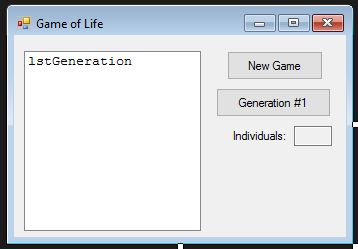 Game of Life
lstGeneration
New Game
Generation #1
Individuals: